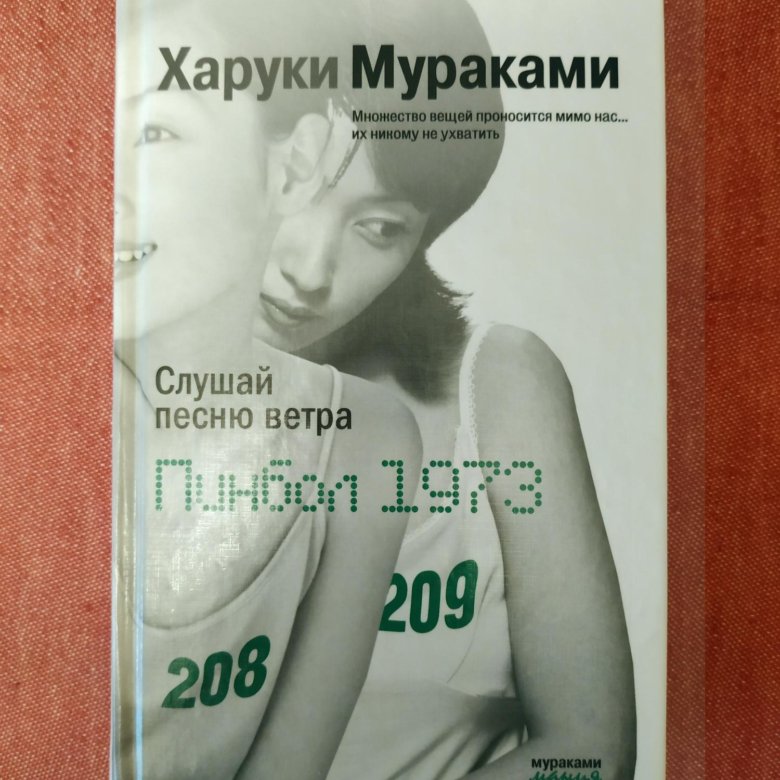 Харуки Мураками
Множество вещей проносится мимо нас...
их никому не ухватить
Слушай
песню ветра
Пинбол 1973
209
208
мураками
мания